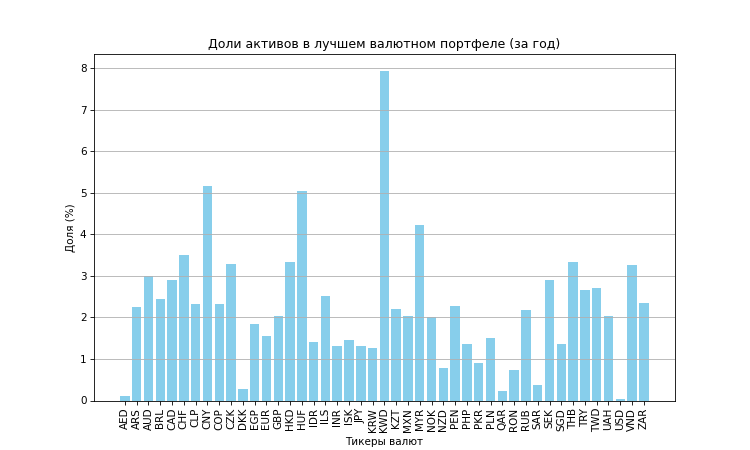 Доли активов в лучшем валютном портфеле (за год)
Доля (%)
8
7
6
5
4
3
2
1
0
AED ARS AUD BRL CAD CHF CLP CNY COP CZK DKK EGP EUR GBP HKD HUF IDR ILS INR ISK JPY KRW KWD KZT MXN MYR NOK NZD PEN PHP PKR PLN QAR RON RUB SAR SEK SGD THB TRY TWD UAH USD VND ZAR
Тикеры валют